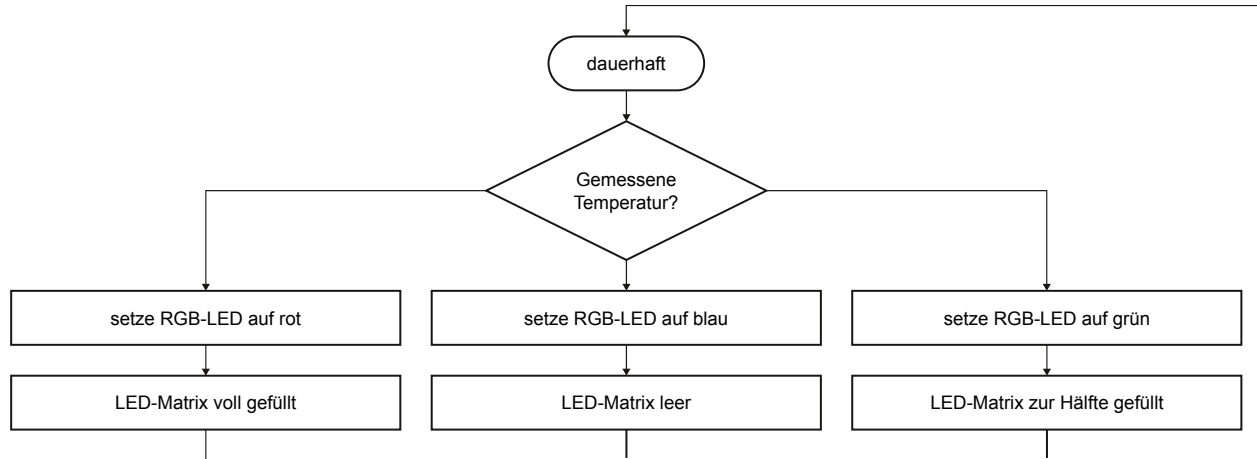 dauerhaft
Gemessene
Temperatur?
setze RGB-LED auf rot
setze RGB-LED auf blau
setze RGB-LED auf grün
LED-Matrix voll gefüllt
LED-Matrix leer
LED-Matrix zur Hälfte gefüllt